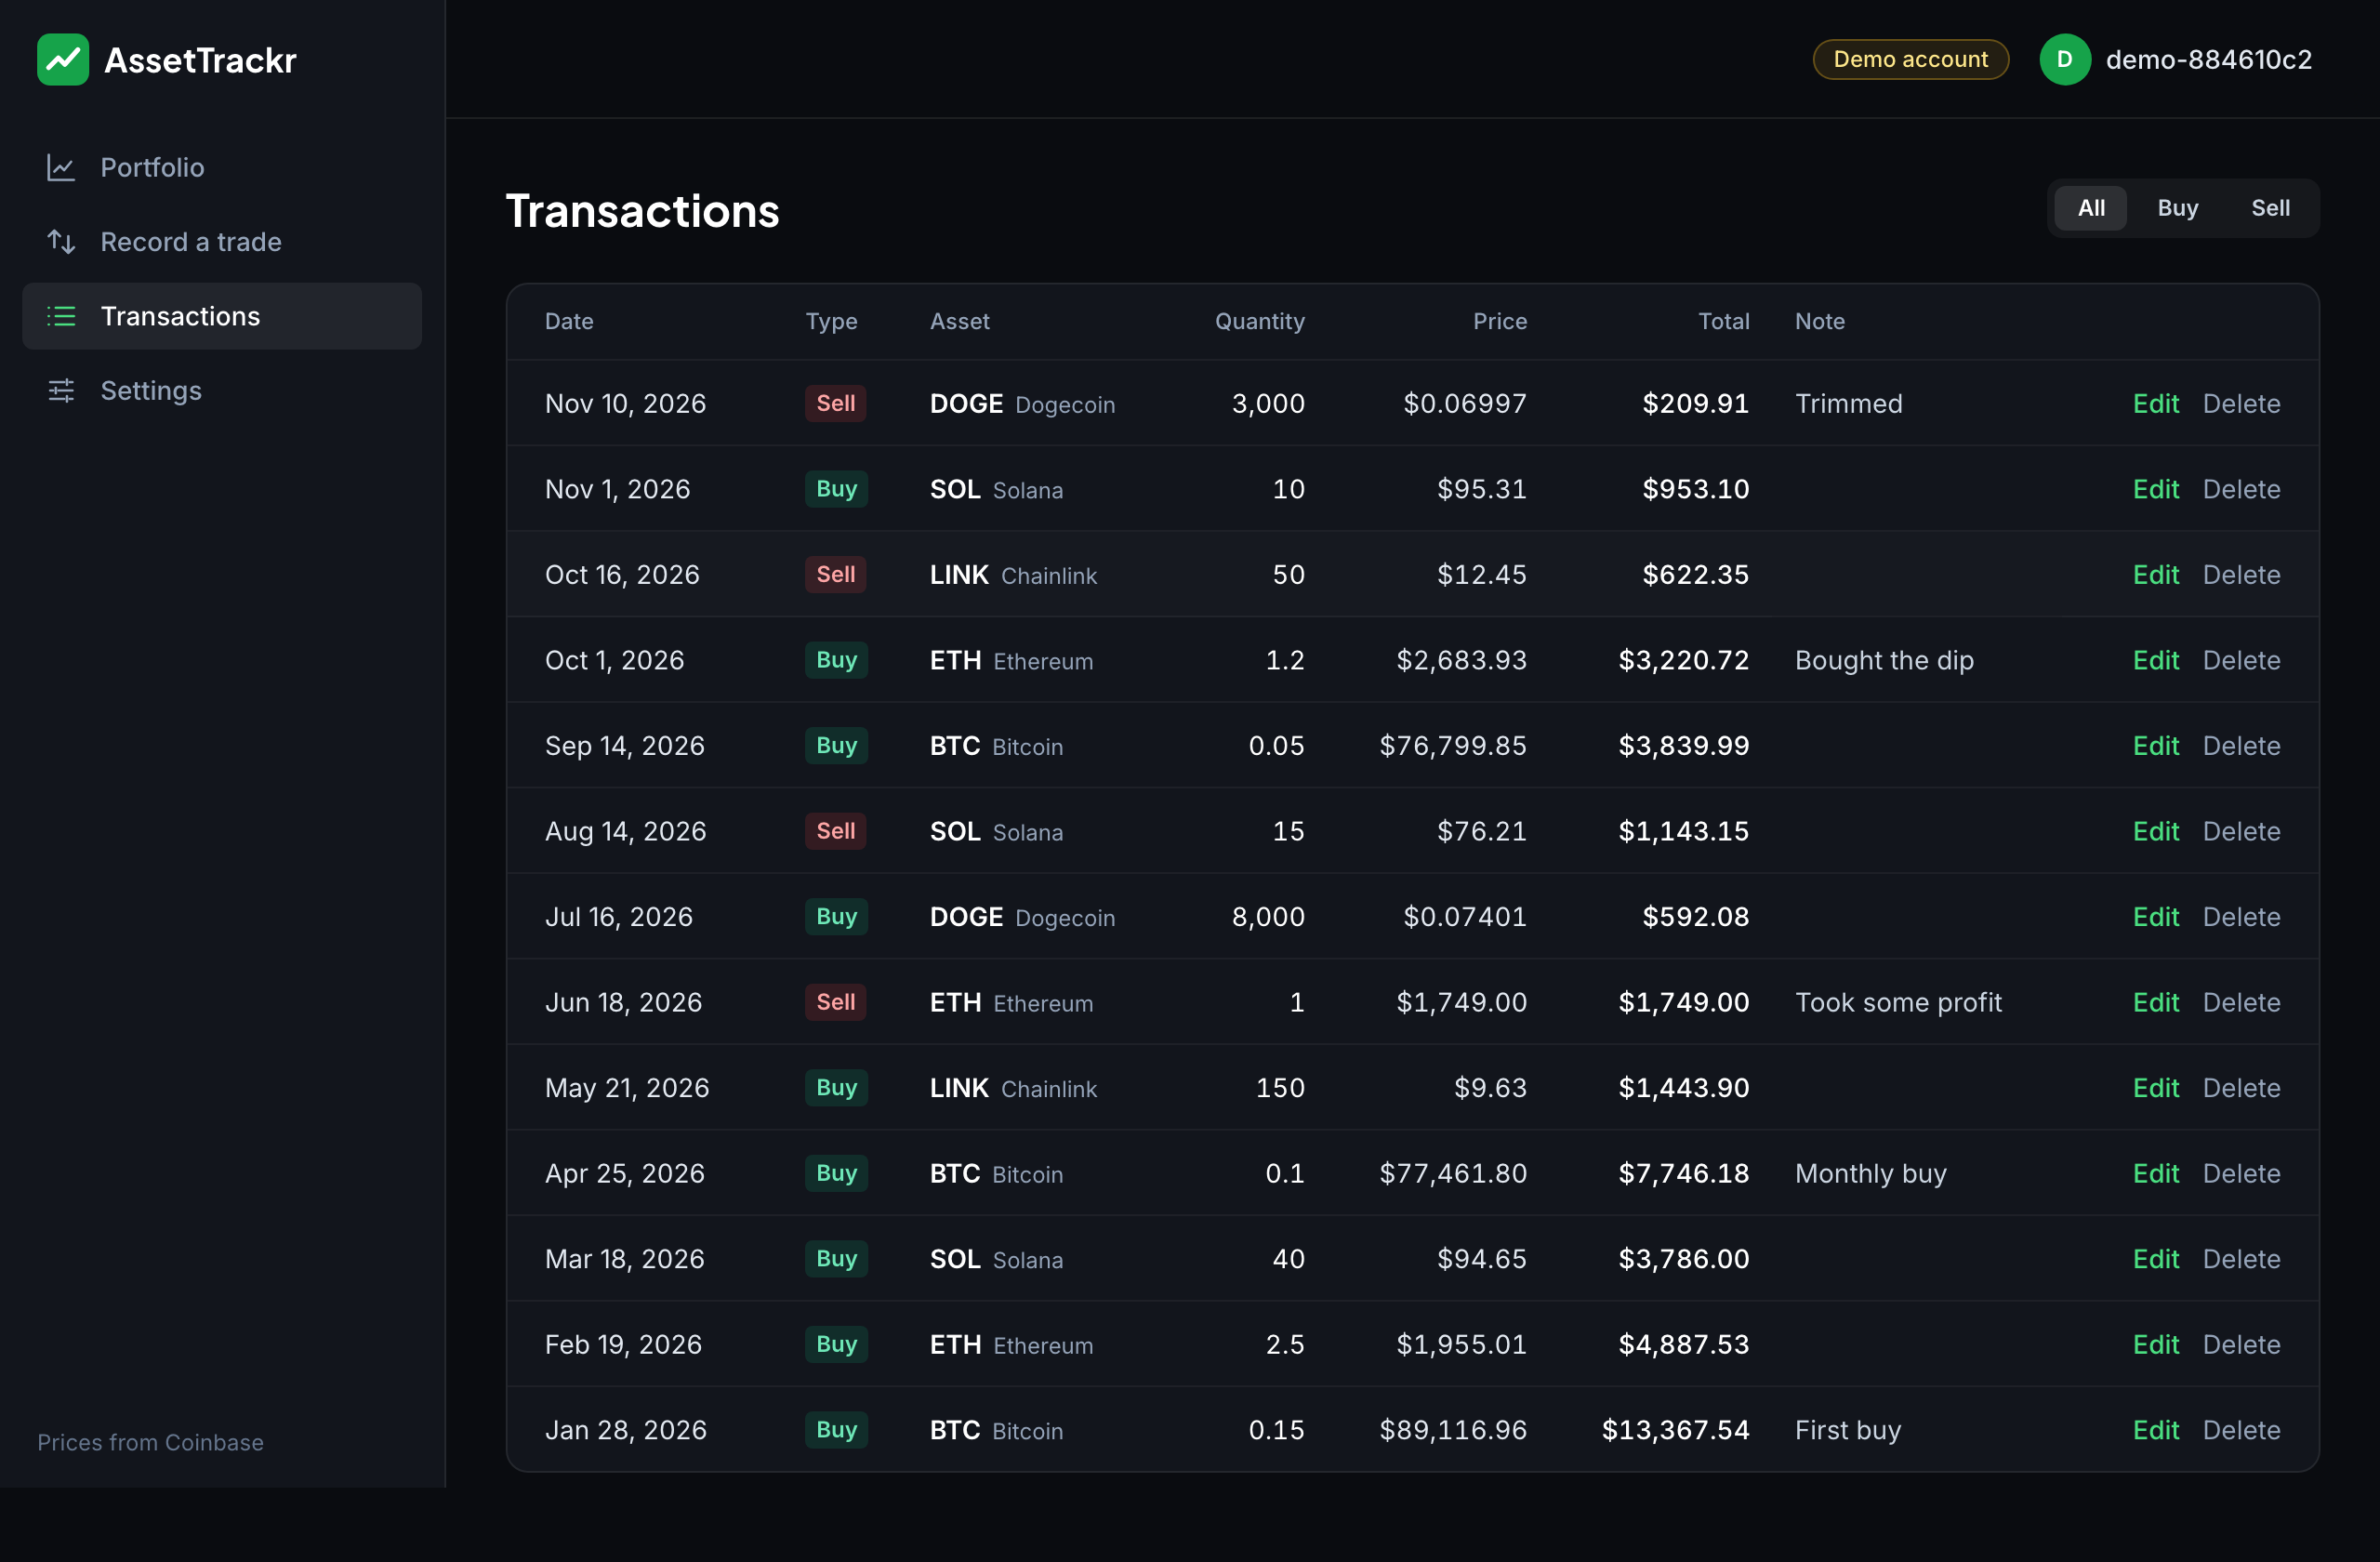 AssetTrackr
Portfolio
Record a trade
Transactions
Settings
Prices from Coinbase
Demo account D demo-884610c2
Transactions
All Buy Sell
Date Type Asset Quantity Price Total Note
Nov 10, 2026 Sell DOGE Dogecoin 3,000 $0.06997 $209.91 Trimmed Edit Delete
Nov 1, 2026 Buy SOL Solana 10 $95.31 $953.10 Edit Delete
Oct 16, 2026 Sell LINK Chainlink 50 $12.45 $622.35 Edit Delete
Oct 1, 2026 Buy ETH Ethereum 1.2 $2,683.93 $3,220.72 Bought the dip Edit Delete
Sep 14, 2026 Buy BTC Bitcoin 0.05 $76,799.85 $3,839.99 Edit Delete
Aug 14, 2026 Sell SOL Solana 15 $76.21 $1,143.15 Edit Delete
Jul 16, 2026 Buy DOGE Dogecoin 8,000 $0.07401 $592.08 Edit Delete
Jun 18, 2026 Sell ETH Ethereum 1 $1,749.00 $1,749.00 Took some profit Edit Delete
May 21, 2026 Buy LINK Chainlink 150 $9.63 $1,443.90 Edit Delete
Apr 25, 2026 Buy BTC Bitcoin 0.1 $77,461.80 $7,746.18 Monthly buy Edit Delete
Mar 18, 2026 Buy SOL Solana 40 $94.65 $3,786.00 Edit Delete
Feb 19, 2026 Buy ETH Ethereum 2.5 $1,955.01 $4,887.53 Edit Delete
Jan 28, 2026 Buy BTC Bitcoin 0.15 $89,116.96 $13,367.54 First buy Edit Delete